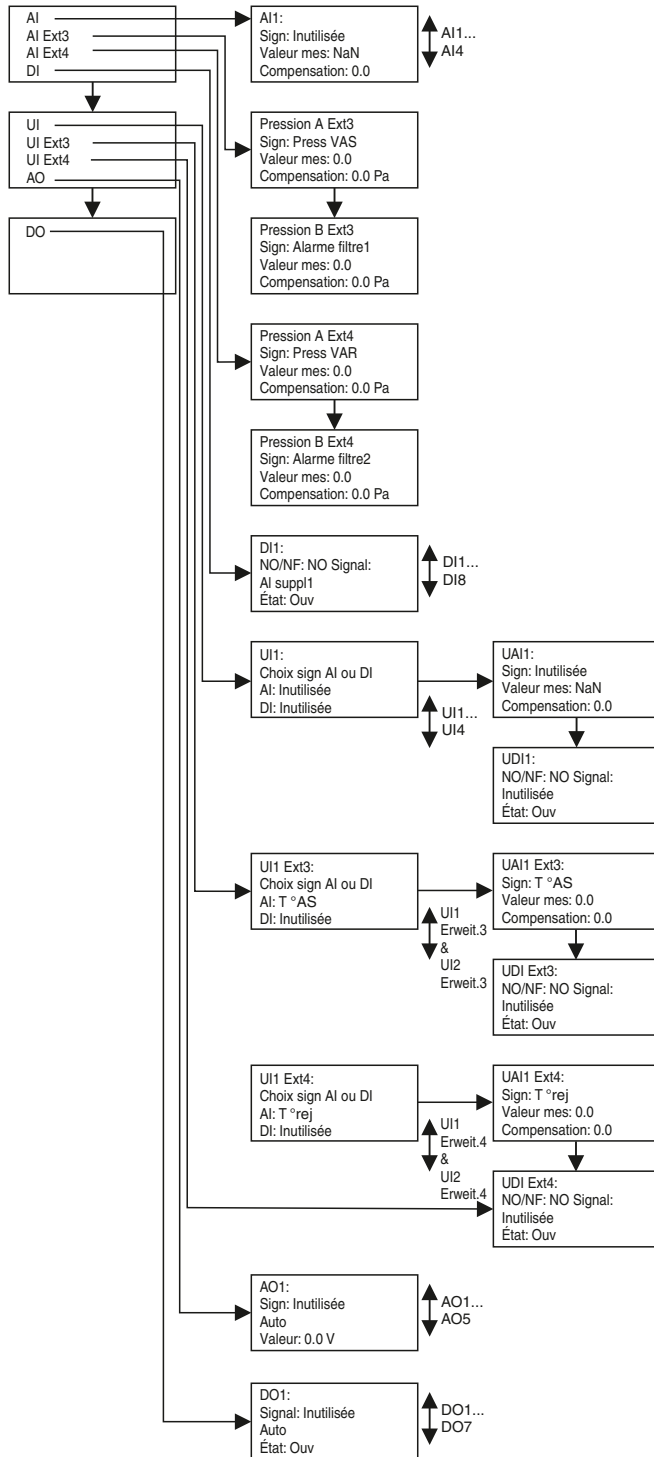 AI
AI Ext3
AI Ext4
DI
UI
UI Ext3
UI Ext4
AO
DO
AI1:
Sign: Inutilisée
Valeur mes: NaN
Compensation: 0.0
AI1...
AI4
Pression A Ext3
Sign: Press VAS
Valeur mes: 0.0
Compensation: 0.0 Pa
Pression B Ext3
Sign: Alarme filtre1
Valeur mes: 0.0
Compensation: 0.0 Pa
Pression A Ext4
Sign: Press VAR
Valeur mes: 0.0
Compensation: 0.0 Pa
Pression B Ext4
Sign: Alarme filtre2
Valeur mes: 0.0
Compensation: 0.0 Pa
DI1:
NO/NF: NO Signal:
Al suppl1
État: Ouv
DI1...
DI8
UI1:
Choix sign AI ou DI
AI: Inutilisée
DI: Inutilisée
UI1...
UI4
UAI1:
Sign: Inutilisée
Valeur mes: NaN
Compensation: 0.0
UDI1:
NO/NF: NO Signal:
Inutilisée
État: Ouv
UI1 Ext3:
Choix sign AI ou DI
AI: T °AS
DI: Inutilisée
UI1
Erweit.3
&
UI2
Erweit.3
UAI1 Ext3:
Sign: T °AS
Valeur mes: 0.0
Compensation: 0.0
UDI Ext3:
NO/NF: NO Signal:
Inutilisée
État: Ouv
UI1 Ext4:
Choix sign AI ou DI
AI: T °rej
DI: Inutilisée
UI1
Erweit.4
&
UI2
Erweit.4
UAI1 Ext4:
Sign: T °rej
Valeur mes: 0.0
Compensation: 0.0
UDI Ext4:
NO/NF: NO Signal:
Inutilisée
État: Ouv
AO1:
Sign: Inutilisée
Auto
Valeur: 0.0 V
AO1...
AO5
DO1:
Signal: Inutilisée
Auto
État: Ouv
DO1...
DO7